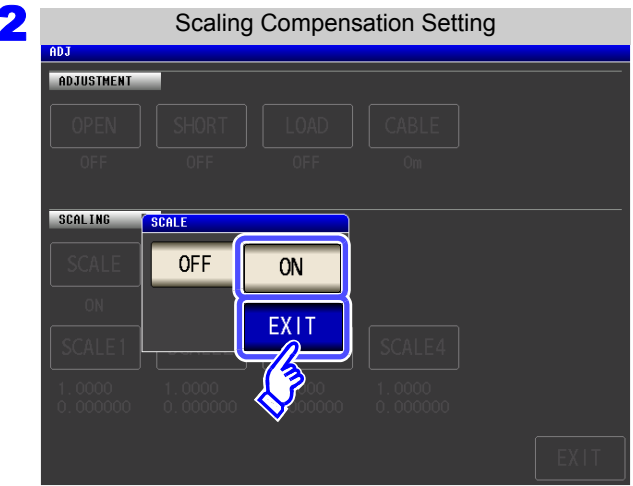 2
Scaling Compensation Setting
ADJ
ADJUSTMENT
OPEN SHORT LOAD CABLE
OFF OFF OFF 0m
SCALING
SCALE
SCALE
OFF ON
ON
EXIT
SCALE1 SCALE4
1.0000 1.0000 1.0000
0.000000 0.000000 0.000000
EXIT